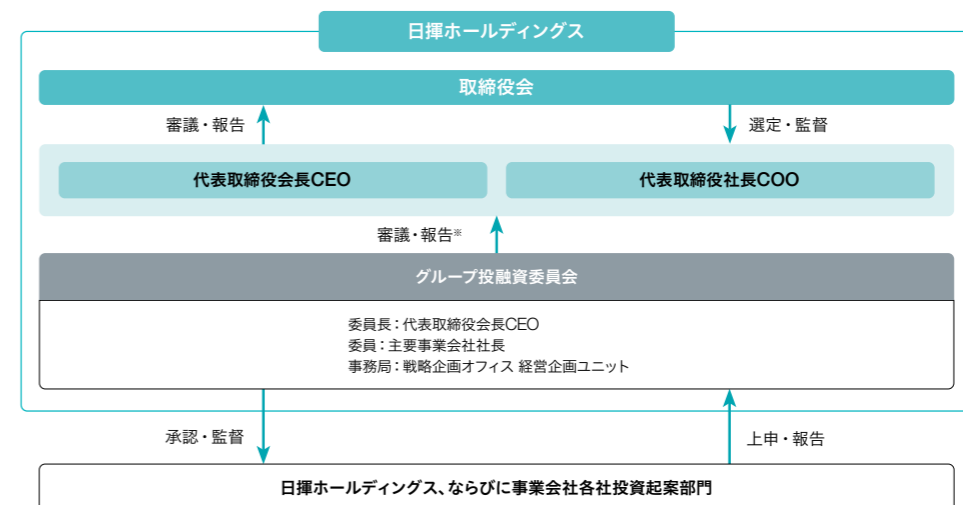 日揮ホールディングス
取締役会
審議・報告
選定・監督
代表取締役会長CEO
代表取締役社長COO
審議・報告※
グループ投融資委員会
委員長：代表取締役会長CEO
委員：主要事業会社社長
事務局：戦略企画オフィス 経営企画ユニット
承認・監督
上申・報告
日揮ホールディングス、ならびに事業会社各社投資起案部門